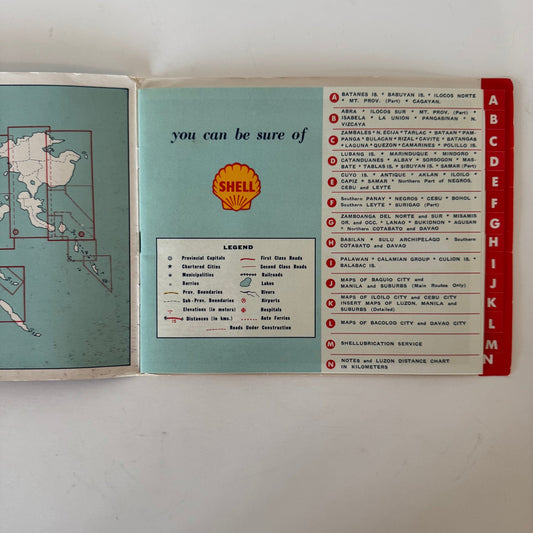 you can be sure of
SHELL
LEGEND
Provincial Capitals
Chartered Cities
Municipalities
Barrios
Prov. Boundaries
Sub-Prov. Boundaries
Elevations (in meters)
Distances (in kms.)
First Class Roads
Second Class Roads
Railroads
Lakes
Rivers
Airports
Hospitals
Auto Ferries
Roads Under Construction
A BATANES IS. * BABUYAN IS. * ILOCOS NORTE
* MT. PROV. (Part) * CAGAYAN.
B ABRA * ILOCOS SUR * MT. PROV. (Part) *
ISABELA * LA UNION * PANGASINAN * N.
VIZCAYA
C ZAMBALES * N. ECIJA * TARLAC * BATAAN * PAM-
PANGA * BULACAN * RIZAL * CAVITE * BATANGAS
* LAGUNA * QUEZON * CAMARINES * POLILLO IS.
D LUBANG IS. * MARINDUQUE * MINDORO *
CATANDUANES * ALBAY * SORSOGON * MAS-
BATE * TABLAS IS. * SIBUYAN IS. * SAMAR (Part)
E CUYO IS. * ANTIQUE * AKLAN * ILOILO *
CAPIZ * SAMAR * Northern Part of NEGROS,
CEBU and LEYTE
F Southern PANAY * NEGROS * CEBU * BOHOL *
Southern LEYTE * SURIGAO (Part)
G ZAMBOANGA DEL NORTE and SUR * MISAMIS
OR. and OCC. * LANAO * BUKIDNON * AGUSAN
* Northern COTABATO and DAVAO
H BASILAN * SULU ARCHIPELAGO * Southern
COTABATO and DAVAO
I PALAWAN * CALAMIAN GROUP * CULION IS. *
BALABAC IS.
J MAPS OF BAGUIO CITY and
MANILA and SUBURBS (Main Routes Only)
K MAPS OF ILOILO CITY and CEBU CITY
INSERT MAPS OF LUZON, MANILA and
SUBURBS (Detailed)
L MAPS OF BACOLOD CITY and DAVAO CITY
M SHELLUBRICATION SERVICE
N NOTES and LUZON DISTANCE CHART
IN KILOMETERS
A
B
C
D
E
F
G
H
I
J
K
L
M
N